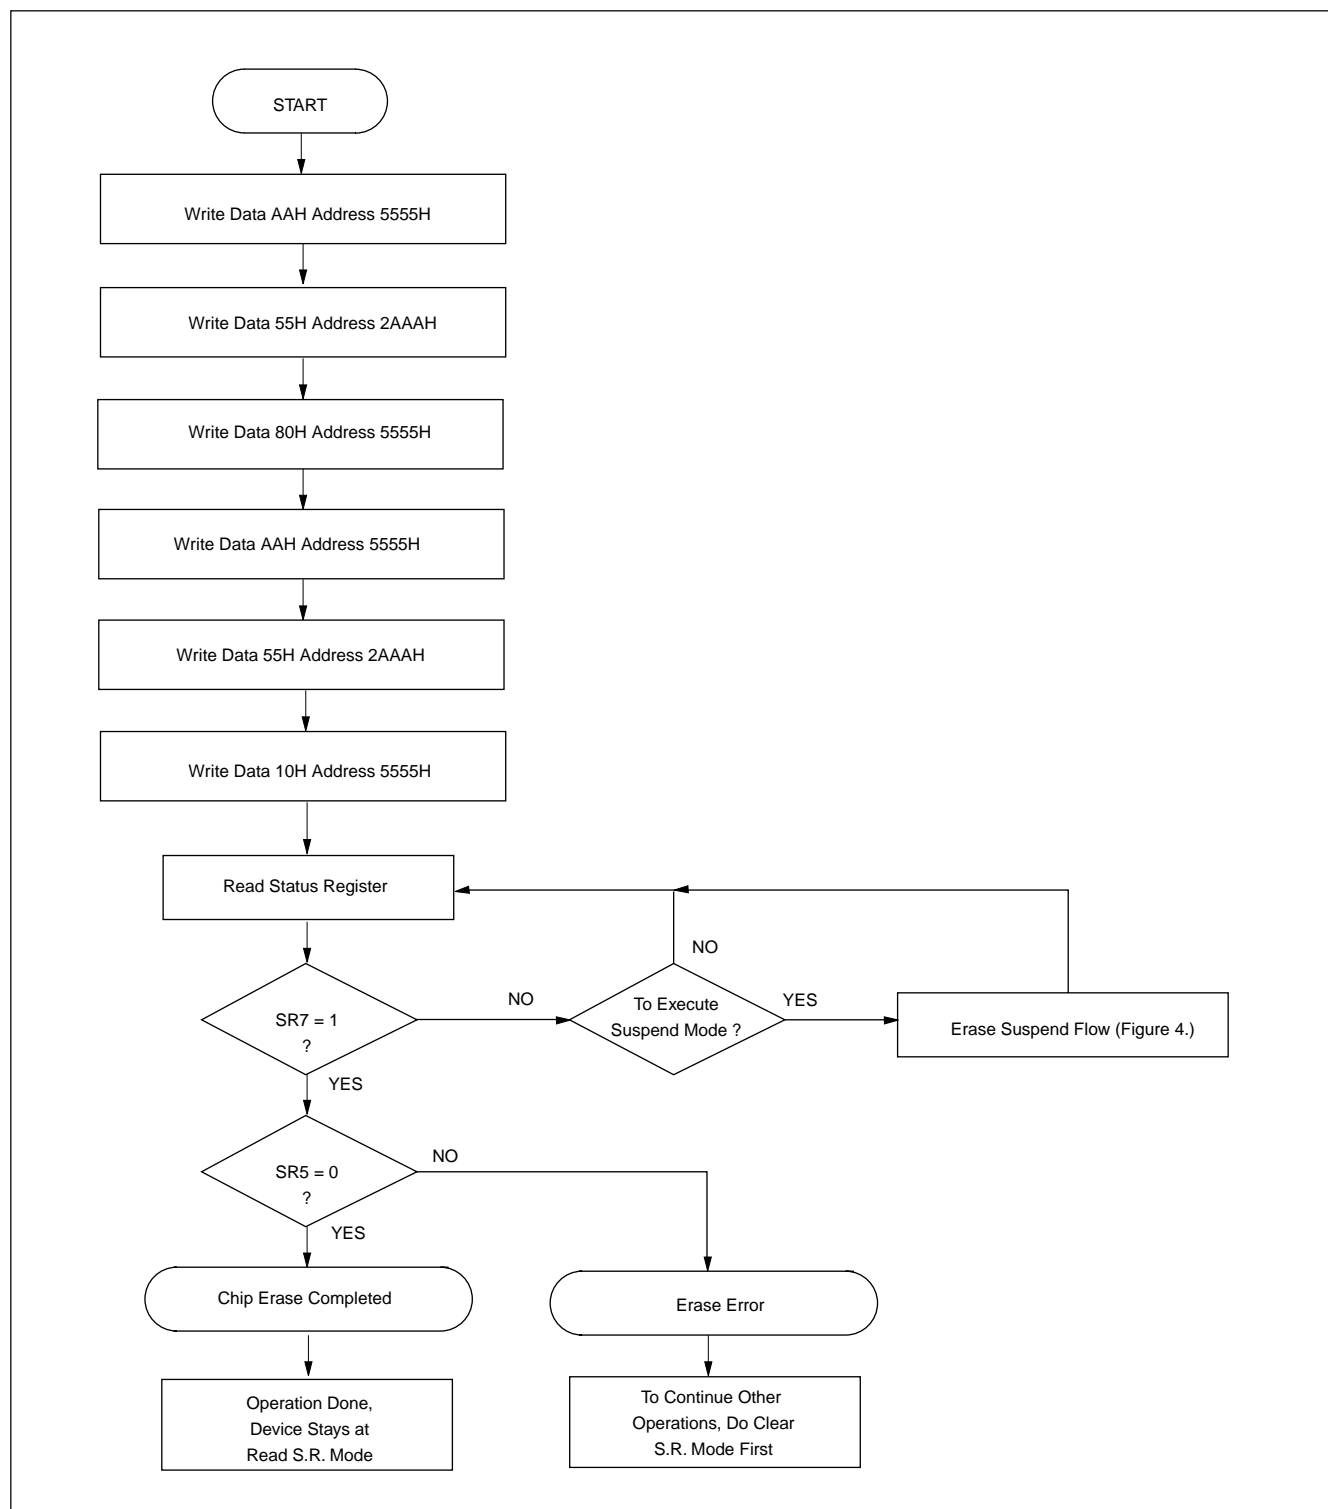 START
Write Data AAH Address 5555H
Write Data 55H Address 2AAAH
Write Data 80H Address 5555H
Write Data AAH Address 5555H
Write Data 55H Address 2AAAH
Write Data 10H Address 5555H
Read Status Register
NO
SR7 = 1
?
NO
To Execute
Suspend Mode ?
YES
Erase Suspend Flow (Figure 4.)
YES
SR5 = 0
?
NO
YES
Chip Erase Completed
Erase Error
Operation Done,
Device Stays at
Read S.R. Mode
To Continue Other
Operations, Do Clear
S.R. Mode First